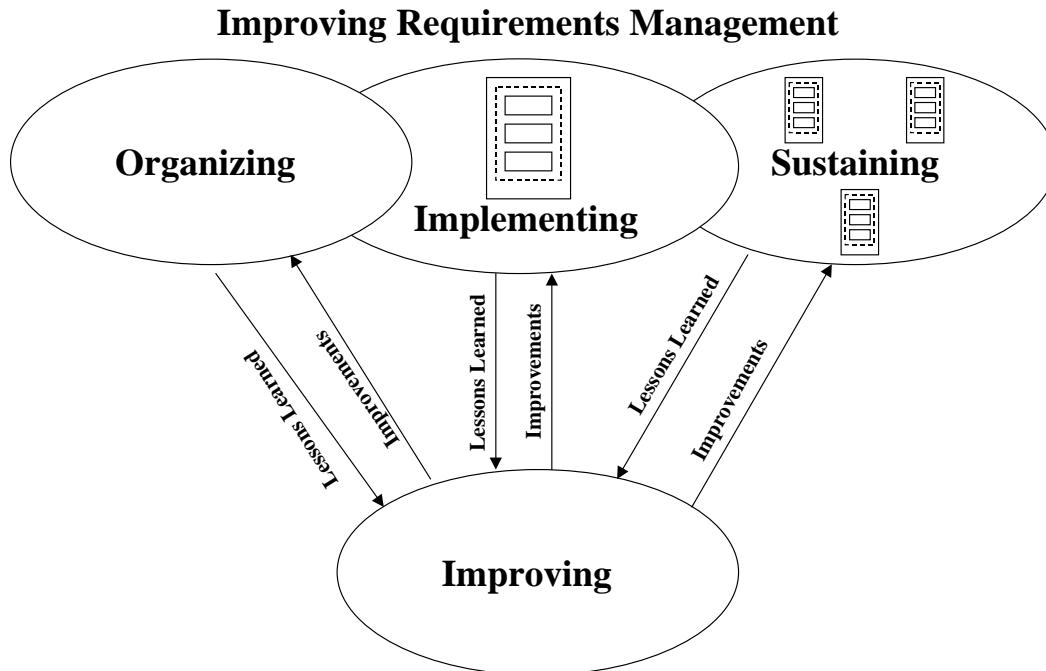 Improving Requirements Management
Organizing
Implementing
Sustaining
Lessons Learned
Improvements
Lessons Learned
Improvements
Lessons Learned
Improvements
Improving